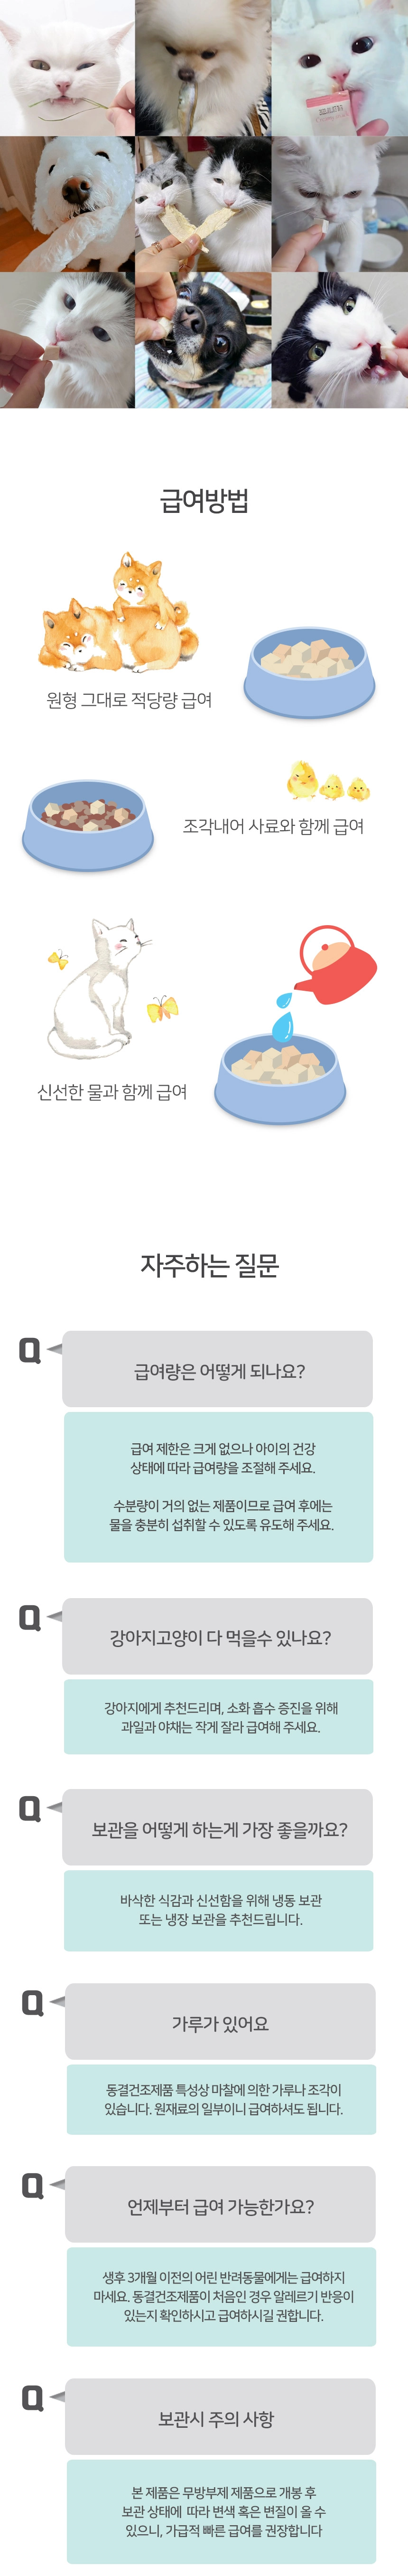 급여방법
원형 그대로 적당량 급여
조각내어 사료와 함께 급여
신선한 물과 함께 급여
자주하는 질문
Q
급여량은 어떻게 되나요?
급여 제한은 크게 없으나 아이의 건강
상태에 따라 급여량을 조절해 주세요.
수분량이 거의 없는 제품이므로 급여 후에는
물을 충분히 섭취할 수 있도록 유도해 주세요.
Q
강아지고양이 다 먹을수 있나요?
강아지에게 추천드리며, 소화 흡수 증진을 위해
과일과 야채는 작게 잘라 급여해 주세요.
Q
보관을 어떻게 하는게 가장 좋을까요?
바삭한 식감과 신선함을 위해 냉동 보관
또는 냉장 보관을 추천드립니다.
Q
가루가 있어요
동결건조제품 특성상 마찰에 의한 가루나 조각이
있습니다. 원재료의 일부이니 급여하셔도 됩니다.
Q
언제부터 급여 가능한가요?
생후 3개월 이전의 어린 반려동물에게는 급여하지
마세요. 동결건조제품이 처음인 경우 알레르기 반응이
있는지 확인하시고 급여하시길 권합니다.
Q
보관시 주의 사항
본 제품은 무방부제 제품으로 개봉 후
보관 상태에 따라 변색 혹은 변질이 올 수
있으니, 가급적 빠른 급여를 권장합니다